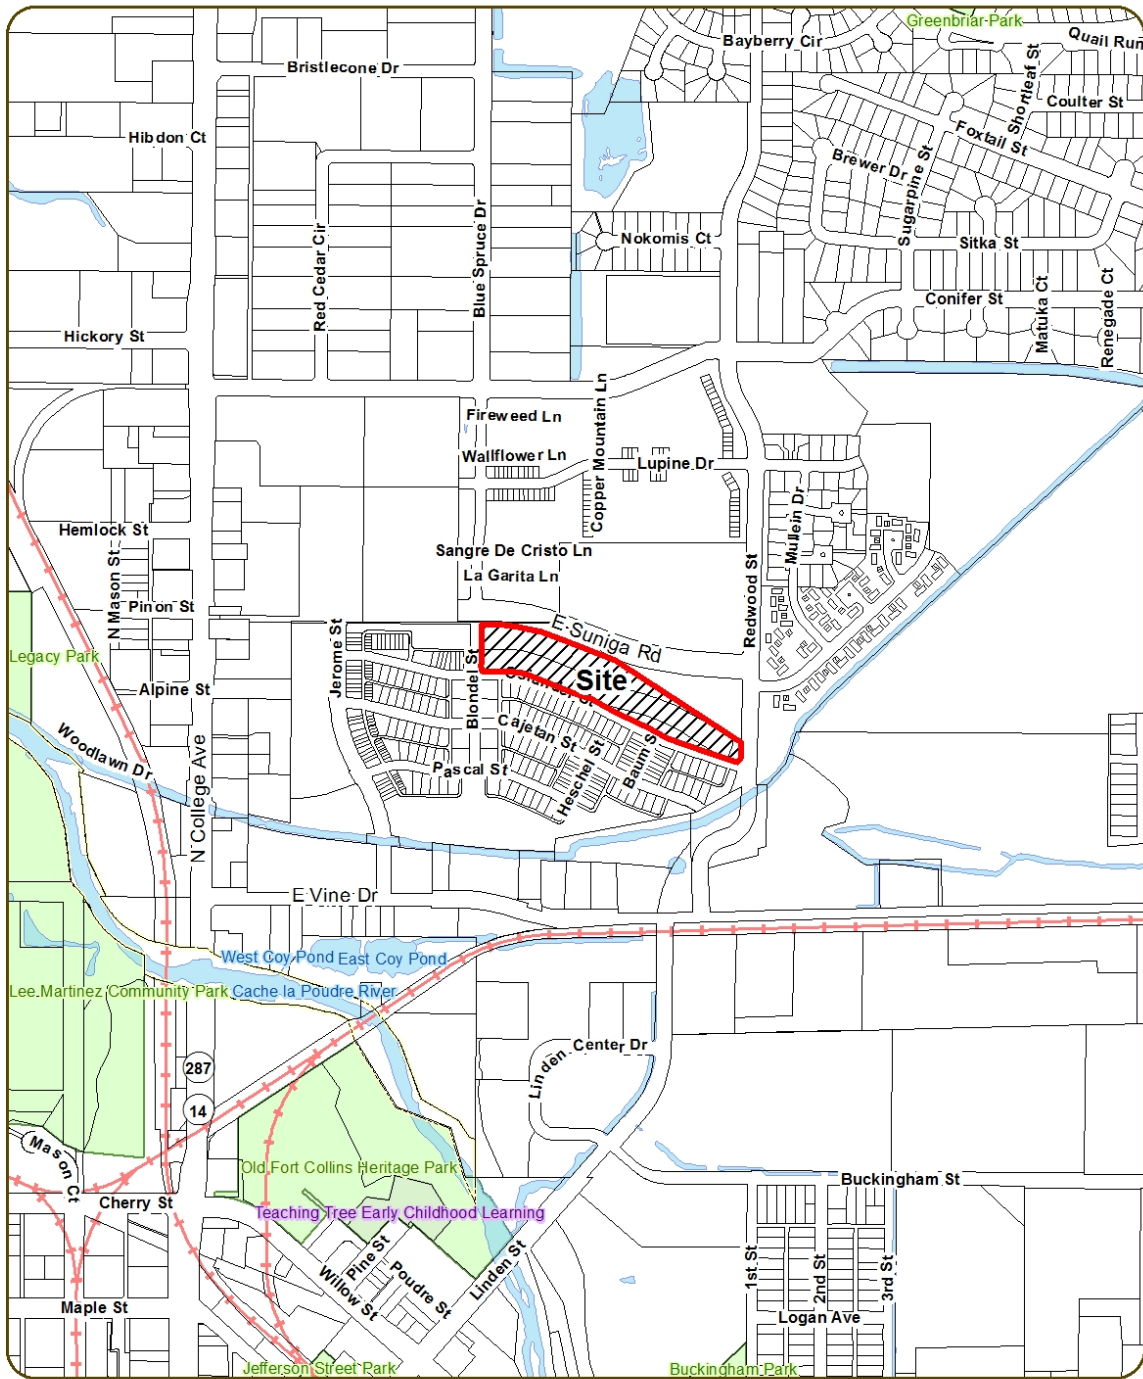 Greenbriar Park
Bayberry Cir
Quail Run
Bristlecone Dr
Shortleaf St
Coulter St
Hibdon Ct
Foxtail St
Brewer Dr
Sugarpine St
Red Cedar Cir
Blue Spruce Dr
Nokomis Ct
Sitka St
Conifer St
Matuka Ct
Renegade Ct
Hickory St
Fireweed Ln
Copper Mountain Ln
Wallflower Ln
Lupine Dr
Mullein Dr
Hemlock St
Sangre De Cristo Ln
N Mason St
La Garita Ln
Redwood St
Pinon St
E Suniga Rd
Jerome St
Legacy Park
Blondel St
Site
Alpine St
Cajetan St
Woodlawn Dr
Baum S
Pascal St
Heschel St
N College Ave
E Vine Dr
West Coy Pond
East Coy Pond
Lee Martinez Community Park
Cache la Poudre River
Linden Center Dr
287
14
Mason Ct
Old Fort Collins Heritage Park
Buckingham St
Cherry St
Teaching Tree Early Childhood Learning
Pine St
Linden St
1st St
2nd St
3rd St
Willow St
Poudre St
Maple St
Logan Ave
Jefferson Street Park
Buckingham Park